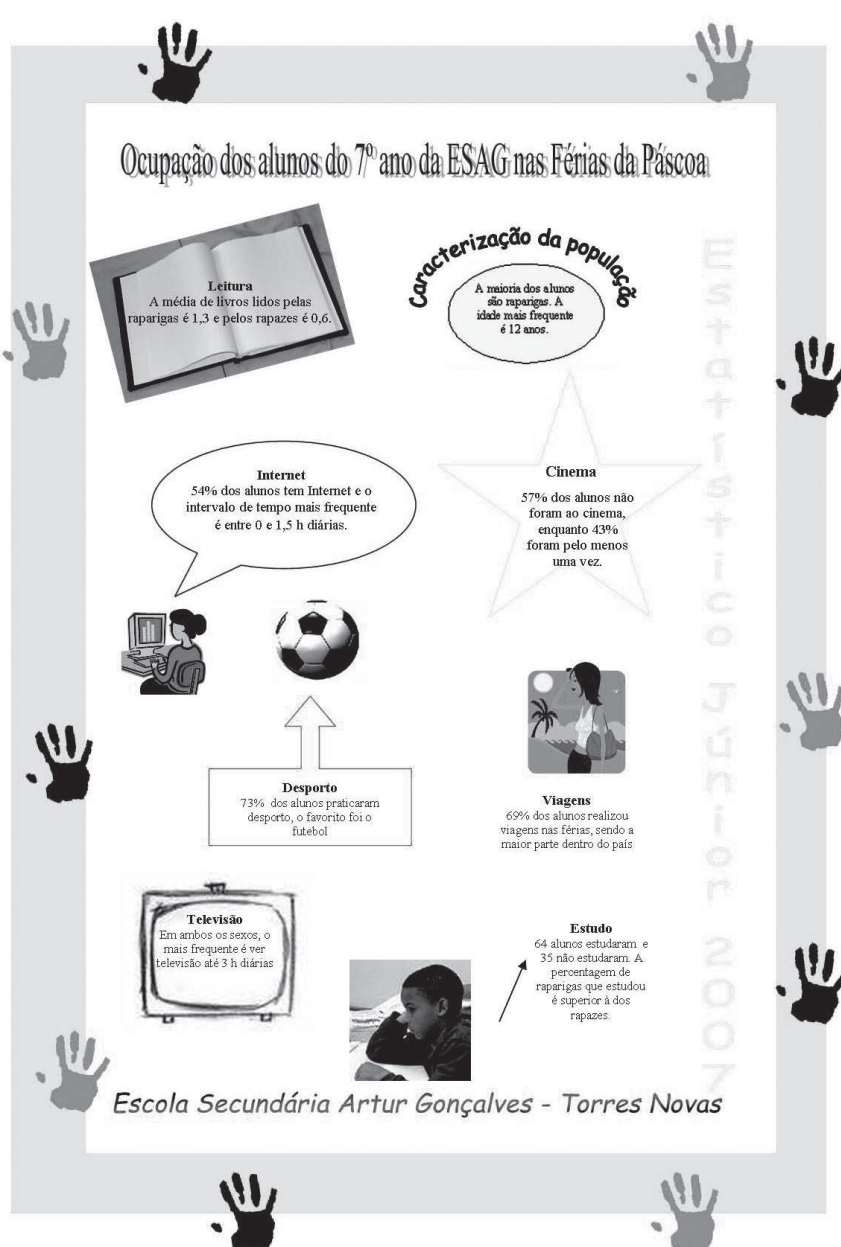 Ocupação dos alunos do 7º ano da ESAG nas Férias da Páscoa
Leitura
A média de livros lidos pelas
raparigas é 1,3 e pelos rapazes é 0,6.
Caracterização da população
A maioria dos alunos
são raparigas. A
idade mais frequente
é 12 anos.
Internet
54% dos alunos tem Internet e o
intervalo de tempo mais frequente
é entre 0 e 1,5 h diárias.
Cinema
57% dos alunos não
foram ao cinema,
enquanto 43%
foram pelo menos
uma vez.
Desporto
73% dos alunos praticaram
desporto, o favorito foi o
futebol
Viagens
69% dos alunos realizou
viagens nas férias, sendo a
maior parte dentro do país
Televisão
Em ambos os sexos, o
mais frequente é ver
televisão até 3 h diárias
Estudo
64 alunos estudaram e
35 não estudaram. A
percentagem de
raparigas que estudou
é superior à dos
rapazes.
Estatístico Junior 2007
Escola Secundária Artur Gonçalves - Torres Novas